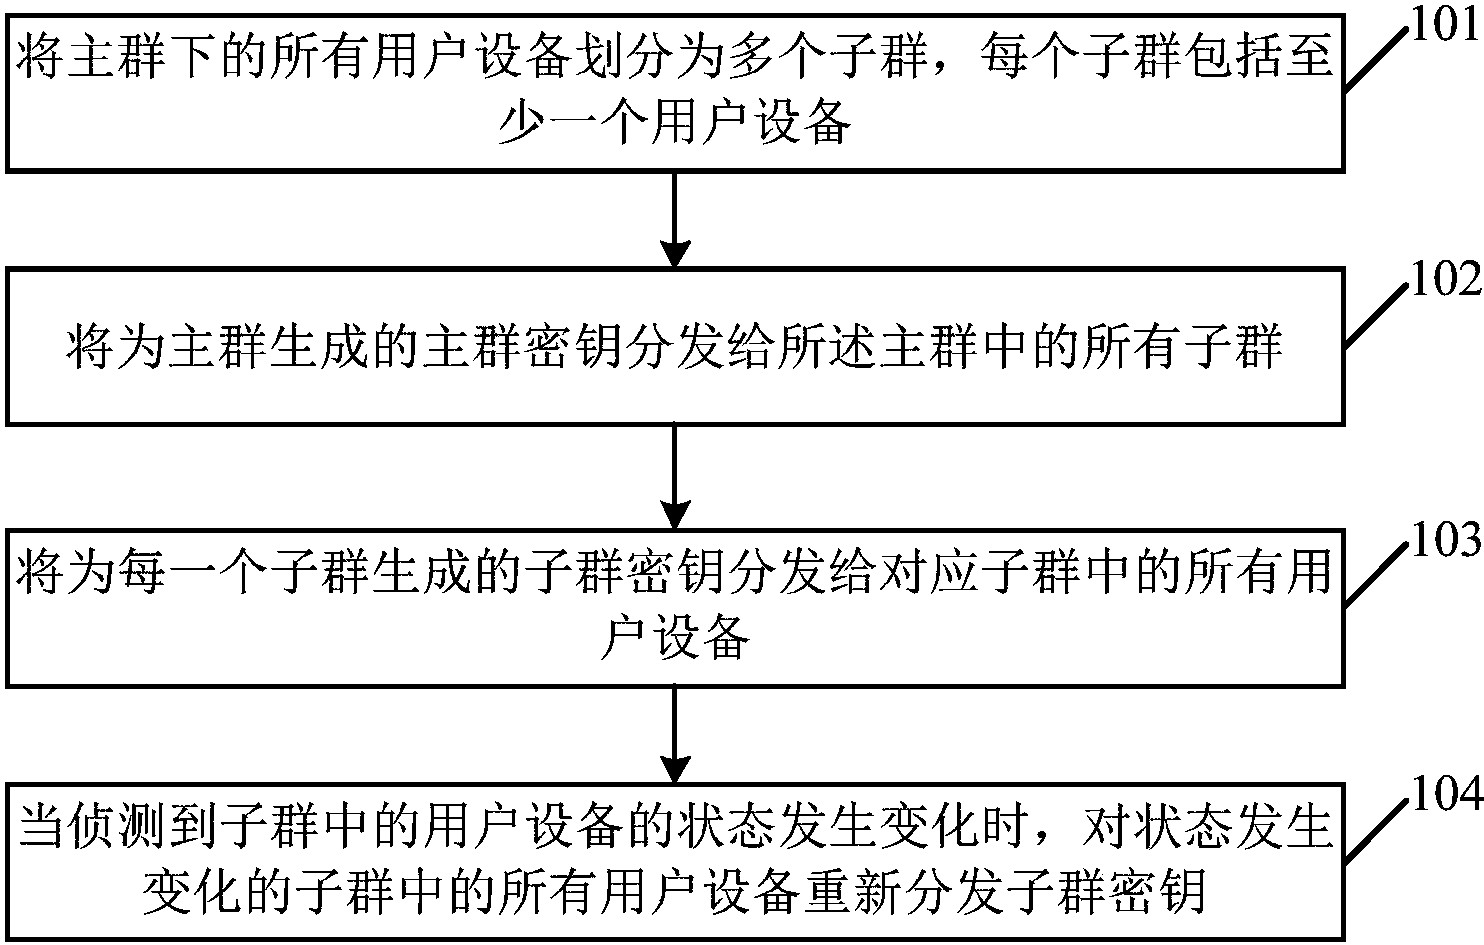 将主群下的所有用户设备划分为多个子群，每个子群包括至
少一个用户设备
101
将为主群生成的主群密钥分发给所述主群中的所有子群
102
将为每一个子群生成的子群密钥分发给对应子群中的所有用
户设备
103
当侦测到子群中的用户设备的状态发生变化时，对状态发生
变化的子群中的所有用户设备重新分发子群密钥
104